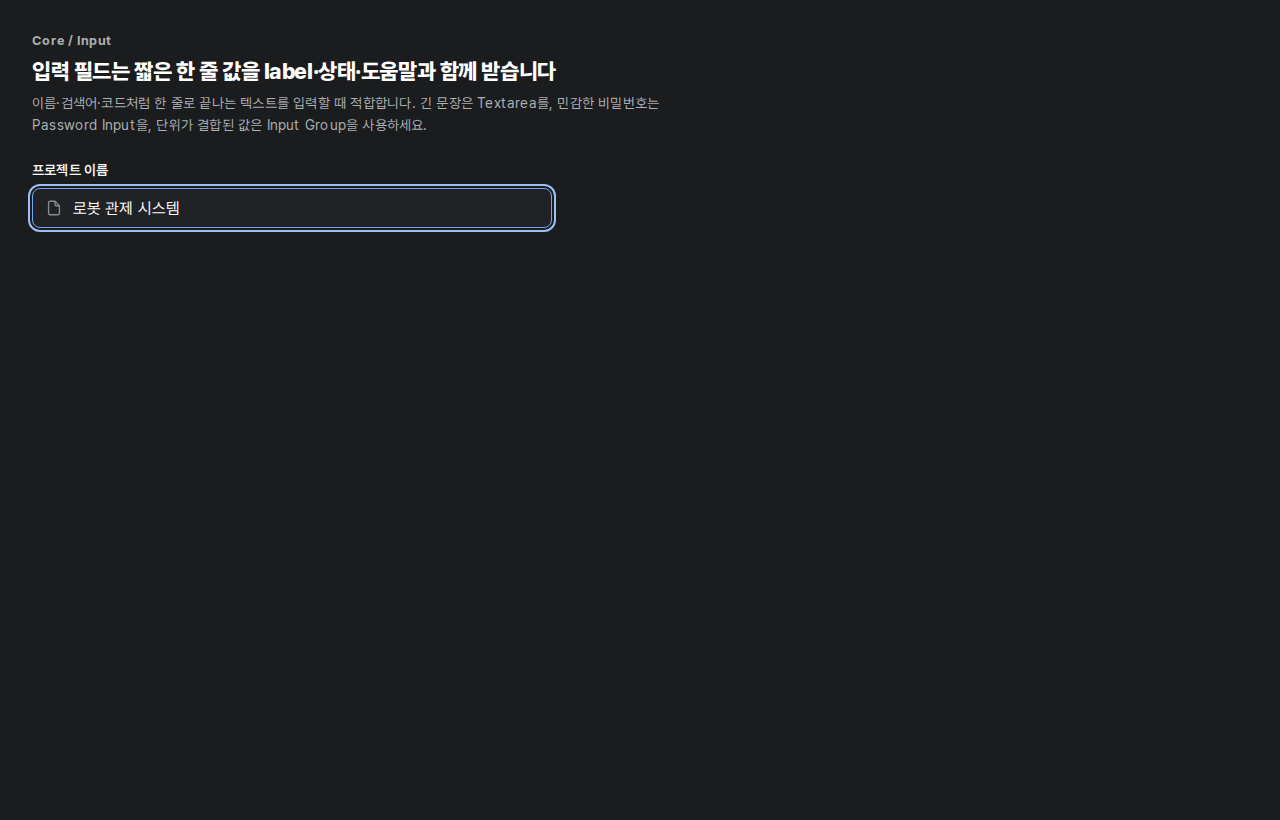 Core / Input
입력 필드는 짧은 한 줄 값을 label·상태·도움말과 함께 받습니다
이름·검색어·코드처럼 한 줄로 끝나는 텍스트를 입력할 때 적합합니다. 긴 문장은 Textarea를, 민감한 비밀번호는
Password Input을, 단위가 결합된 값은 Input Group을 사용하세요.
프로젝트 이름
로봇 관제 시스템